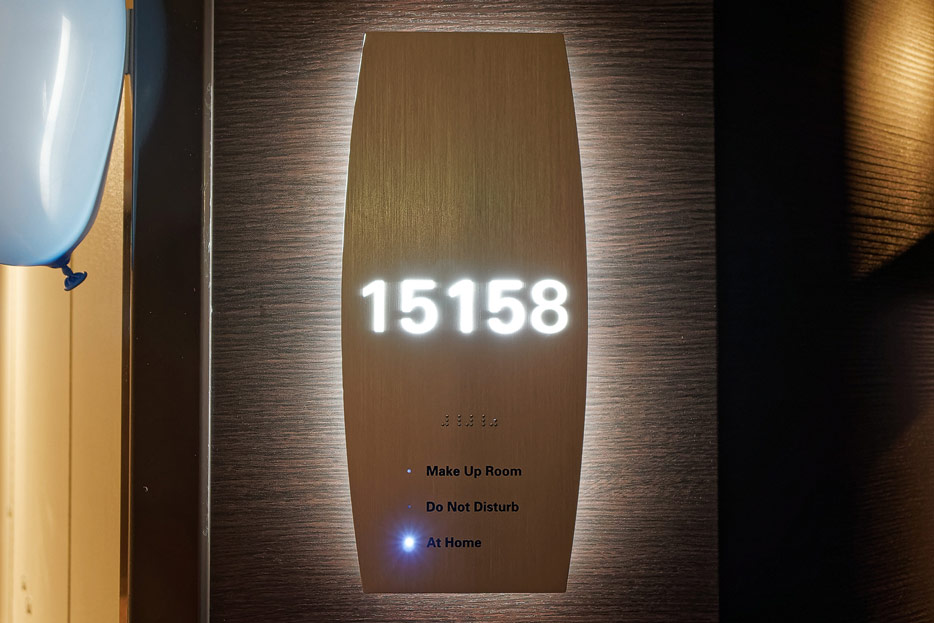 15158
Make Up Room
Do Not Disturb
At Home